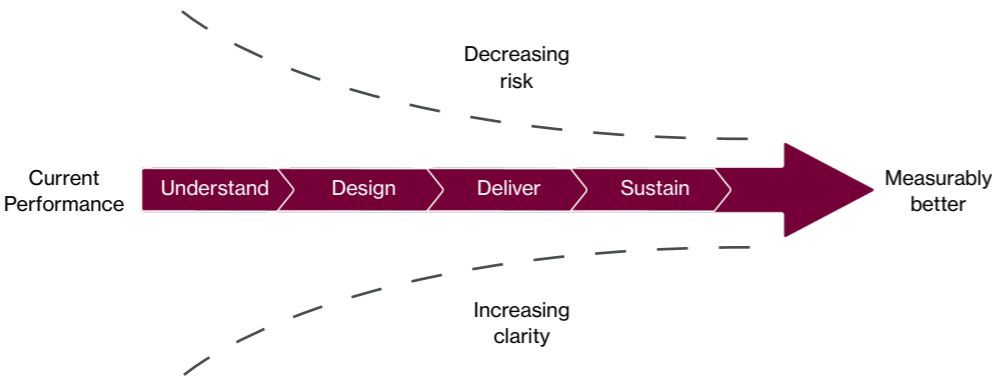 Decreasing
risk
Current
Performance
Understand
Design
Deliver
Sustain
Measurably
better
Increasing
clarity